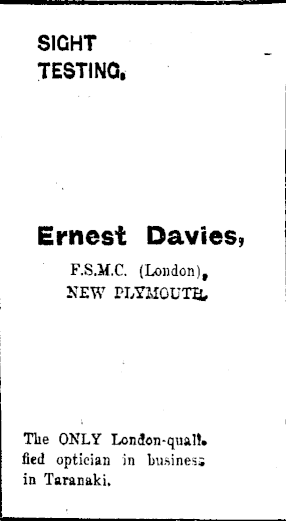 SIGHT
TESTING.
Ernest Davies,
F.S.M.C. (London),
NEW PLYMOUTH.
The ONLY London-quali-
fied optician in business
in Taranaki.